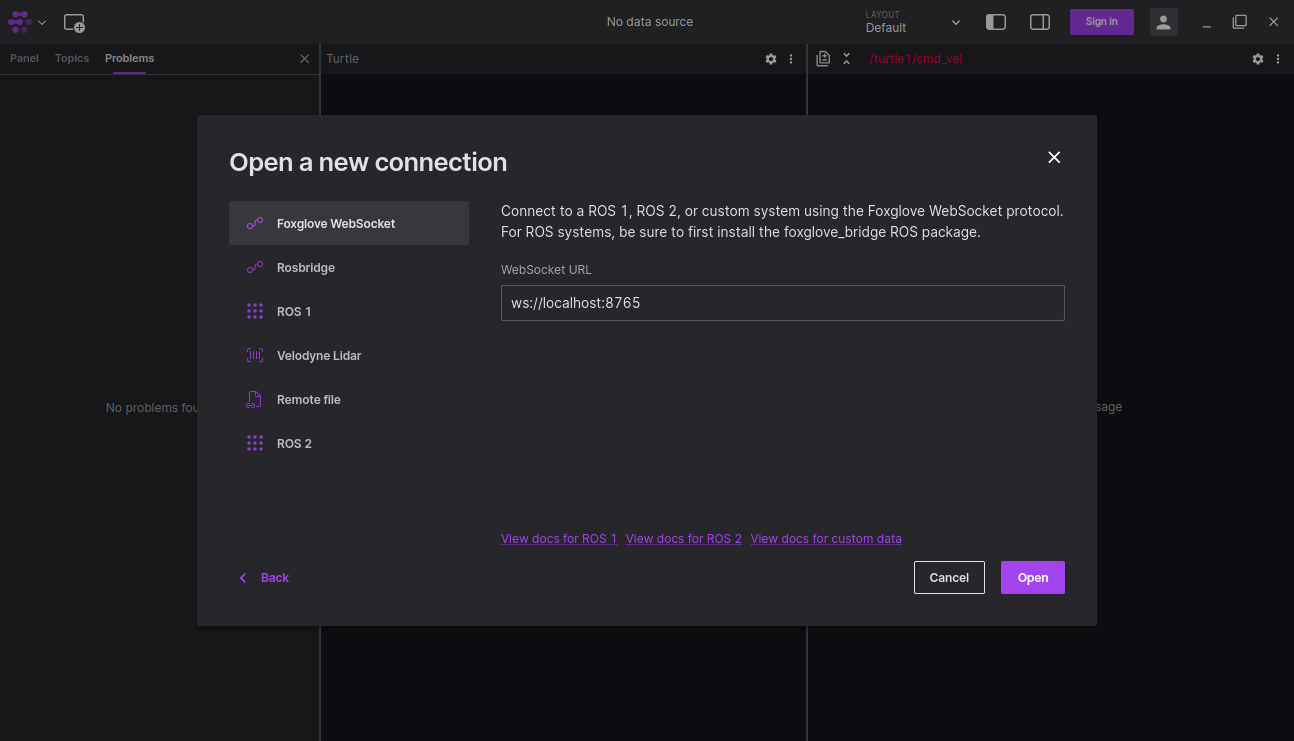 No data source
LAYOUT
Default
Sign in
Panel
Topics
Problems
Turtle
/turtle1/cmd_vel
Open a new connection
Foxglove WebSocket
Rosbridge
ROS 1
Velodyne Lidar
Remote file
ROS 2
Connect to a ROS 1, ROS 2, or custom system using the Foxglove WebSocket protocol.
For ROS systems, be sure to first install the foxglove_bridge ROS package.
WebSocket URL
ws://localhost:8765
No problems
View docs for ROS 1 View docs for ROS 2 View docs for custom data
Back
Cancel
Open